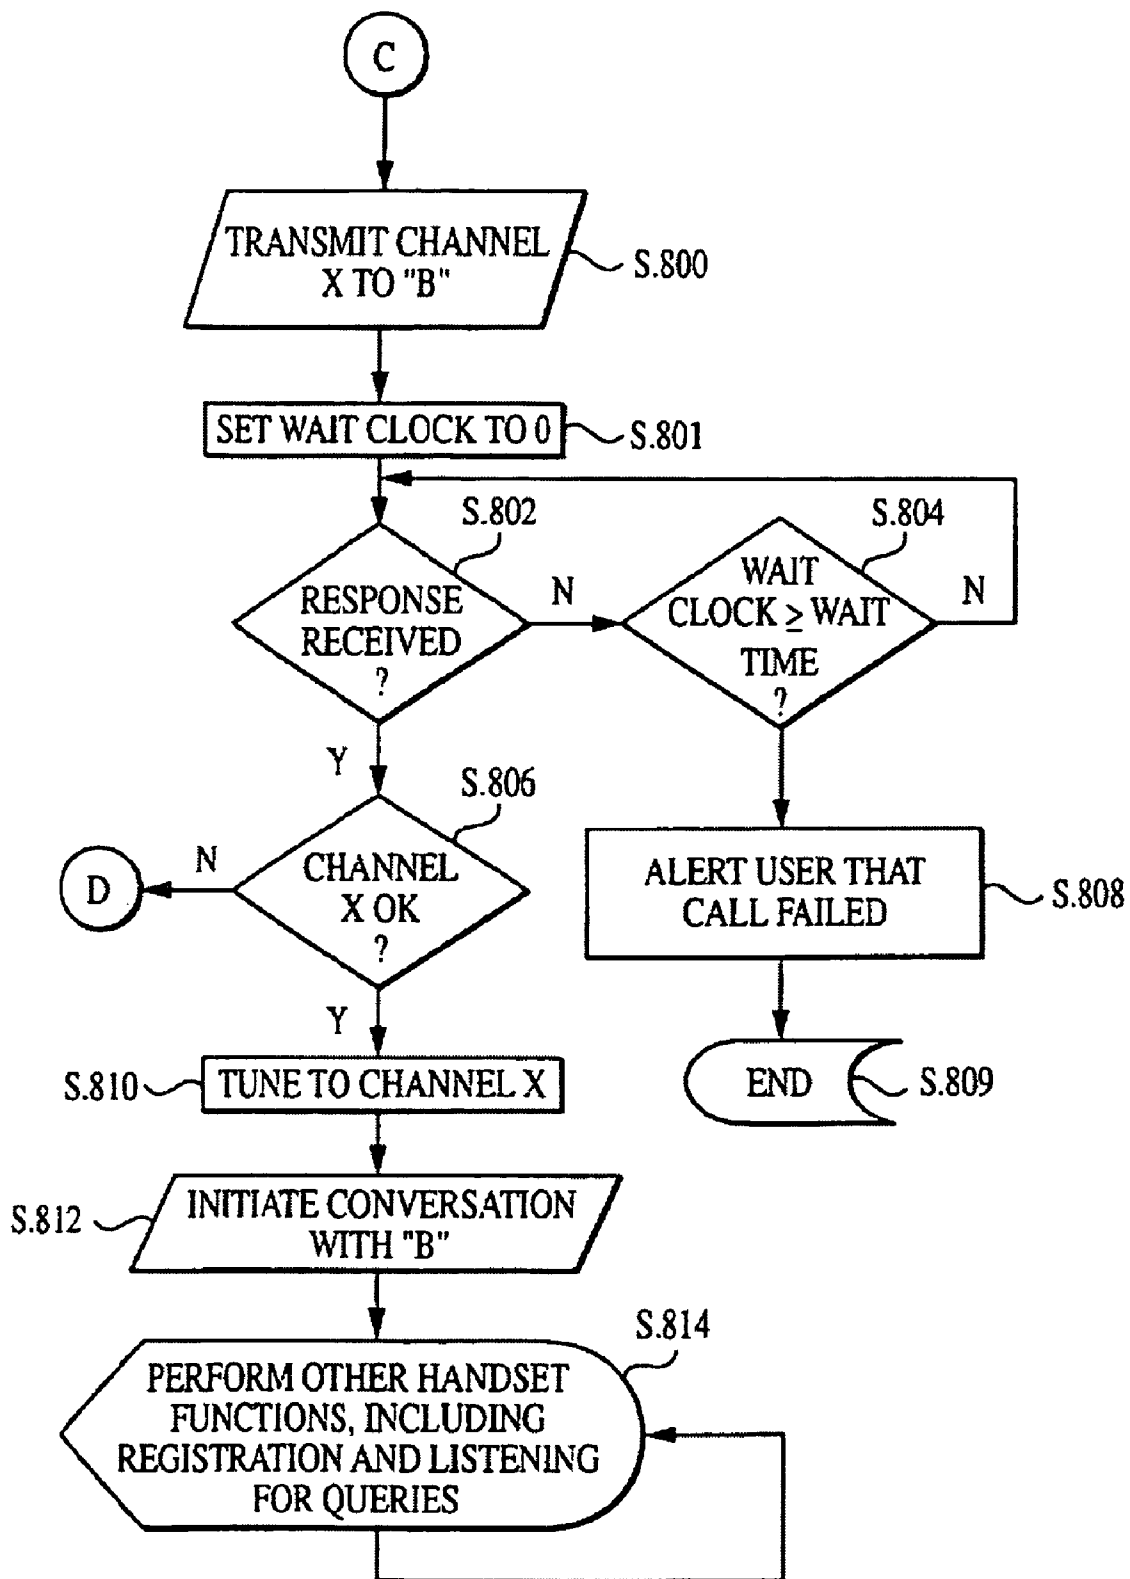 C
TRANSMIT CHANNEL
X TO "B"
S.800
SET WAIT CLOCK TO 0
S.801
S.802
RESPONSE
RECEIVED
?
N
Y
S.804
WAIT
CLOCK ≥ WAIT
TIME
?
N
S.806
CHANNEL
X OK
?
N
D
Y
ALERT USER THAT
CALL FAILED
S.808
END
S.809
S.810
TUNE TO CHANNEL X
S.812
INITIATE CONVERSATION
WITH "B"
S.814
PERFORM OTHER HANDSET
FUNCTIONS, INCLUDING
REGISTRATION AND LISTENING
FOR QUERIES